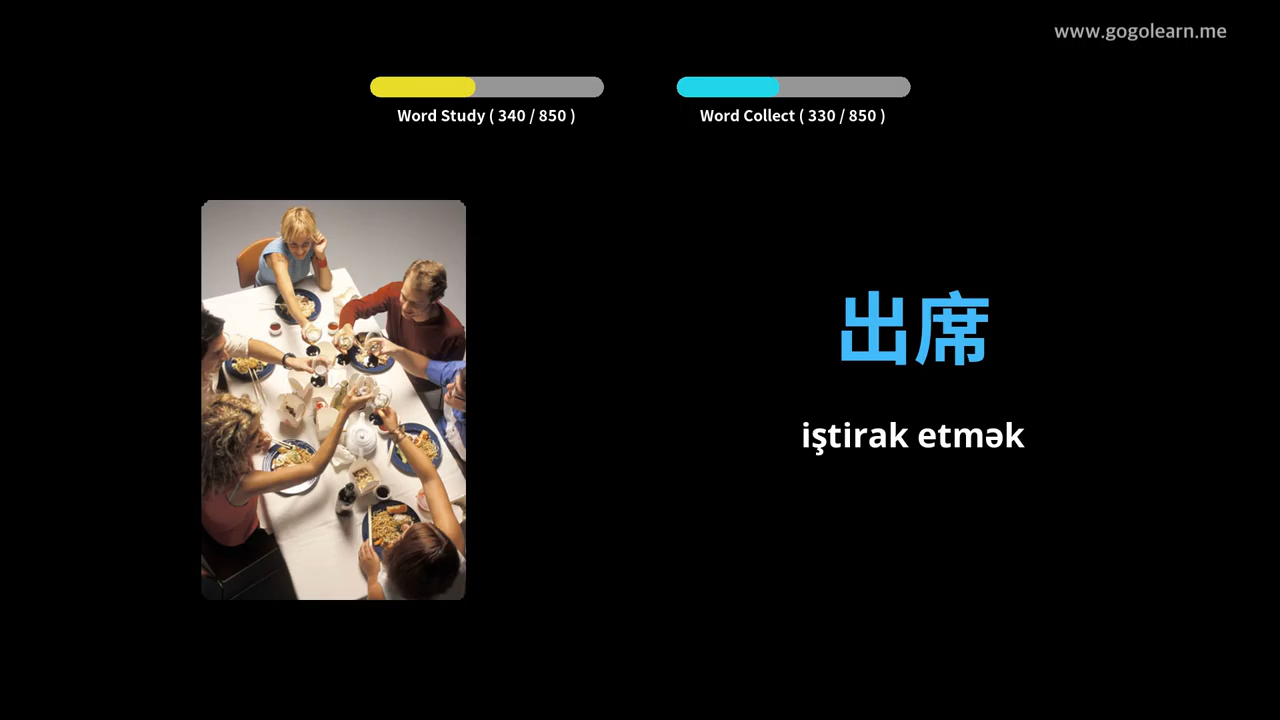 www.gogolearn.me
Word Study ( 340 / 850 )
Word Collect ( 330 / 850 )
出席
iştirak etmək